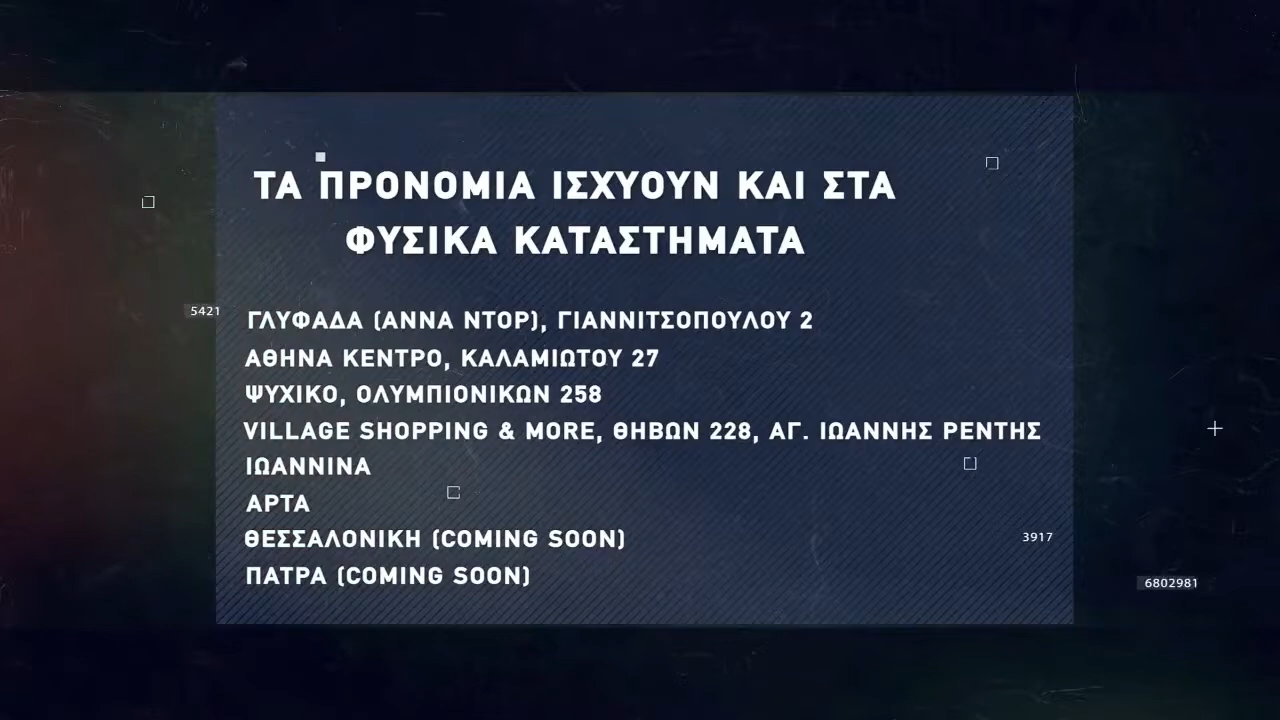 ΤΑ ΠΡΟΝΟΜΙΑ ΙΣΧΥΟΥΝ ΚΑΙ ΣΤΑ
ΦΥΣΙΚΑ ΚΑΤΑΣΤΗΜΑΤΑ
5421
ΓΛΥΦΑΔΑ (ΑΝΝΑ ΝΤΟΡ), ΓΙΑΝΝΙΤΣΟΠΟΥΛΟΥ 2
ΑΘΗΝΑ ΚΕΝΤΡΟ, ΚΑΛΑΜΙΩΤΟΥ 27
ΨΥΧΙΚΟ, ΟΛΥΜΠΙΟΝΙΚΩΝ 258
VILLAGE SHOPPING & MORE, ΘΗΒΩΝ 228, ΑΓ. ΙΩΑΝΝΗΣ ΡΕΝΤΗΣ
ΙΩΑΝΝΙΝΑ
ΑΡΤΑ
ΘΕΣΣΑΛΟΝΙΚΗ (COMING SOON)
3917
ΠΑΤΡΑ (COMING SOON)
6802981